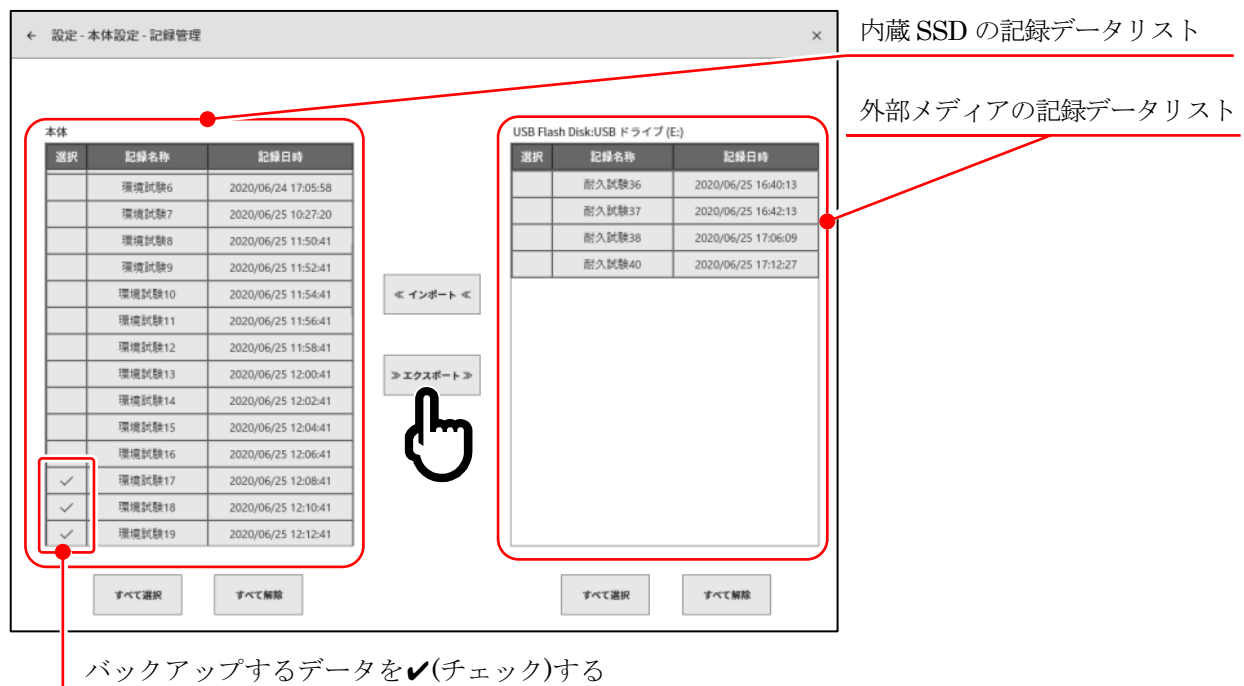 ← 設定 - 本体設定 - 記録管理 ×
内蔵 SSD の記録データリスト
外部メディアの記録データリスト
本体
選択 記録名称 記録日時
環境試験6 2020/06/24 17:05:58
環境試験7 2020/06/25 10:27:20
環境試験8 2020/06/25 11:50:41
環境試験9 2020/06/25 11:52:41
環境試験10 2020/06/25 11:54:41
環境試験11 2020/06/25 11:56:41
環境試験12 2020/06/25 11:58:41
環境試験13 2020/06/25 12:00:41
環境試験14 2020/06/25 12:02:41
環境試験15 2020/06/25 12:04:41
環境試験16 2020/06/25 12:06:41
✓ 環境試験17 2020/06/25 12:08:41
✓ 環境試験18 2020/06/25 12:10:41
✓ 環境試験19 2020/06/25 12:12:41
すべて選択 すべて解除
≪ インポート ≪
≫ エクスポート ≫
USB Flash Disk:USB ドライブ (E:)
選択 記録名称 記録日時
耐久試験36 2020/06/25 16:40:13
耐久試験37 2020/06/25 16:42:13
耐久試験38 2020/06/25 17:06:09
耐久試験40 2020/06/25 17:12:27
すべて選択 すべて解除
バックアップするデータを✔(チェック)する